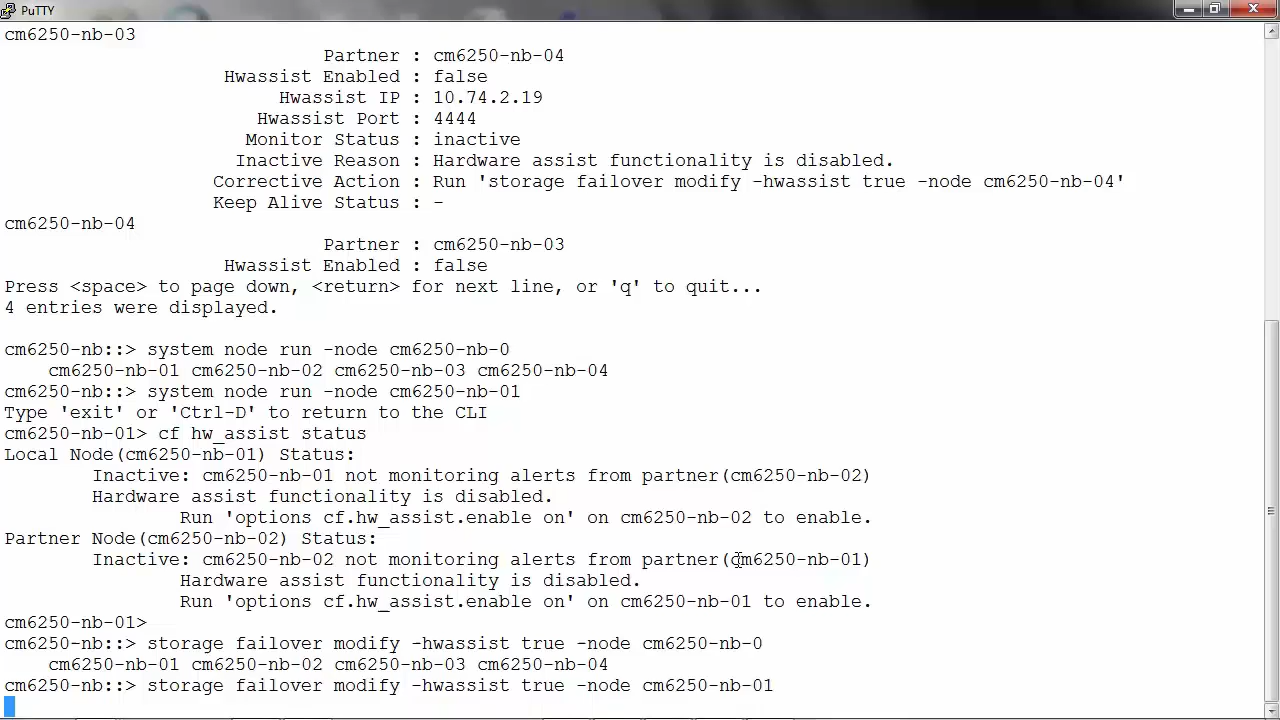 PuTTY
cm6250-nb-03
Partner : cm6250-nb-04
Hwassist Enabled : false
Hwassist IP : 10.74.2.19
Hwassist Port : 4444
Monitor Status : inactive
Inactive Reason : Hardware assist functionality is disabled.
Corrective Action : Run 'storage failover modify -hwassist true -node cm6250-nb-04'
Keep Alive Status : -
cm6250-nb-04
Partner : cm6250-nb-03
Hwassist Enabled : false
Press <space> to page down, <return> for next line, or 'q' to quit...
4 entries were displayed.
cm6250-nb::> system node run -node cm6250-nb-0
cm6250-nb-01 cm6250-nb-02 cm6250-nb-03 cm6250-nb-04
cm6250-nb::> system node run -node cm6250-nb-01
Type 'exit' or 'Ctrl-D' to return to the CLI
cm6250-nb-01> cf hw_assist status
Local Node(cm6250-nb-01) Status:
Inactive: cm6250-nb-01 not monitoring alerts from partner(cm6250-nb-02)
Hardware assist functionality is disabled.
Run 'options cf.hw_assist.enable on' on cm6250-nb-02 to enable.
Partner Node(cm6250-nb-02) Status:
Inactive: cm6250-nb-02 not monitoring alerts from partner(cm6250-nb-01)
Hardware assist functionality is disabled.
Run 'options cf.hw_assist.enable on' on cm6250-nb-01 to enable.
cm6250-nb-01>
cm6250-nb::> storage failover modify -hwassist true -node cm6250-nb-0
cm6250-nb-01 cm6250-nb-02 cm6250-nb-03 cm6250-nb-04
cm6250-nb::> storage failover modify -hwassist true -node cm6250-nb-01